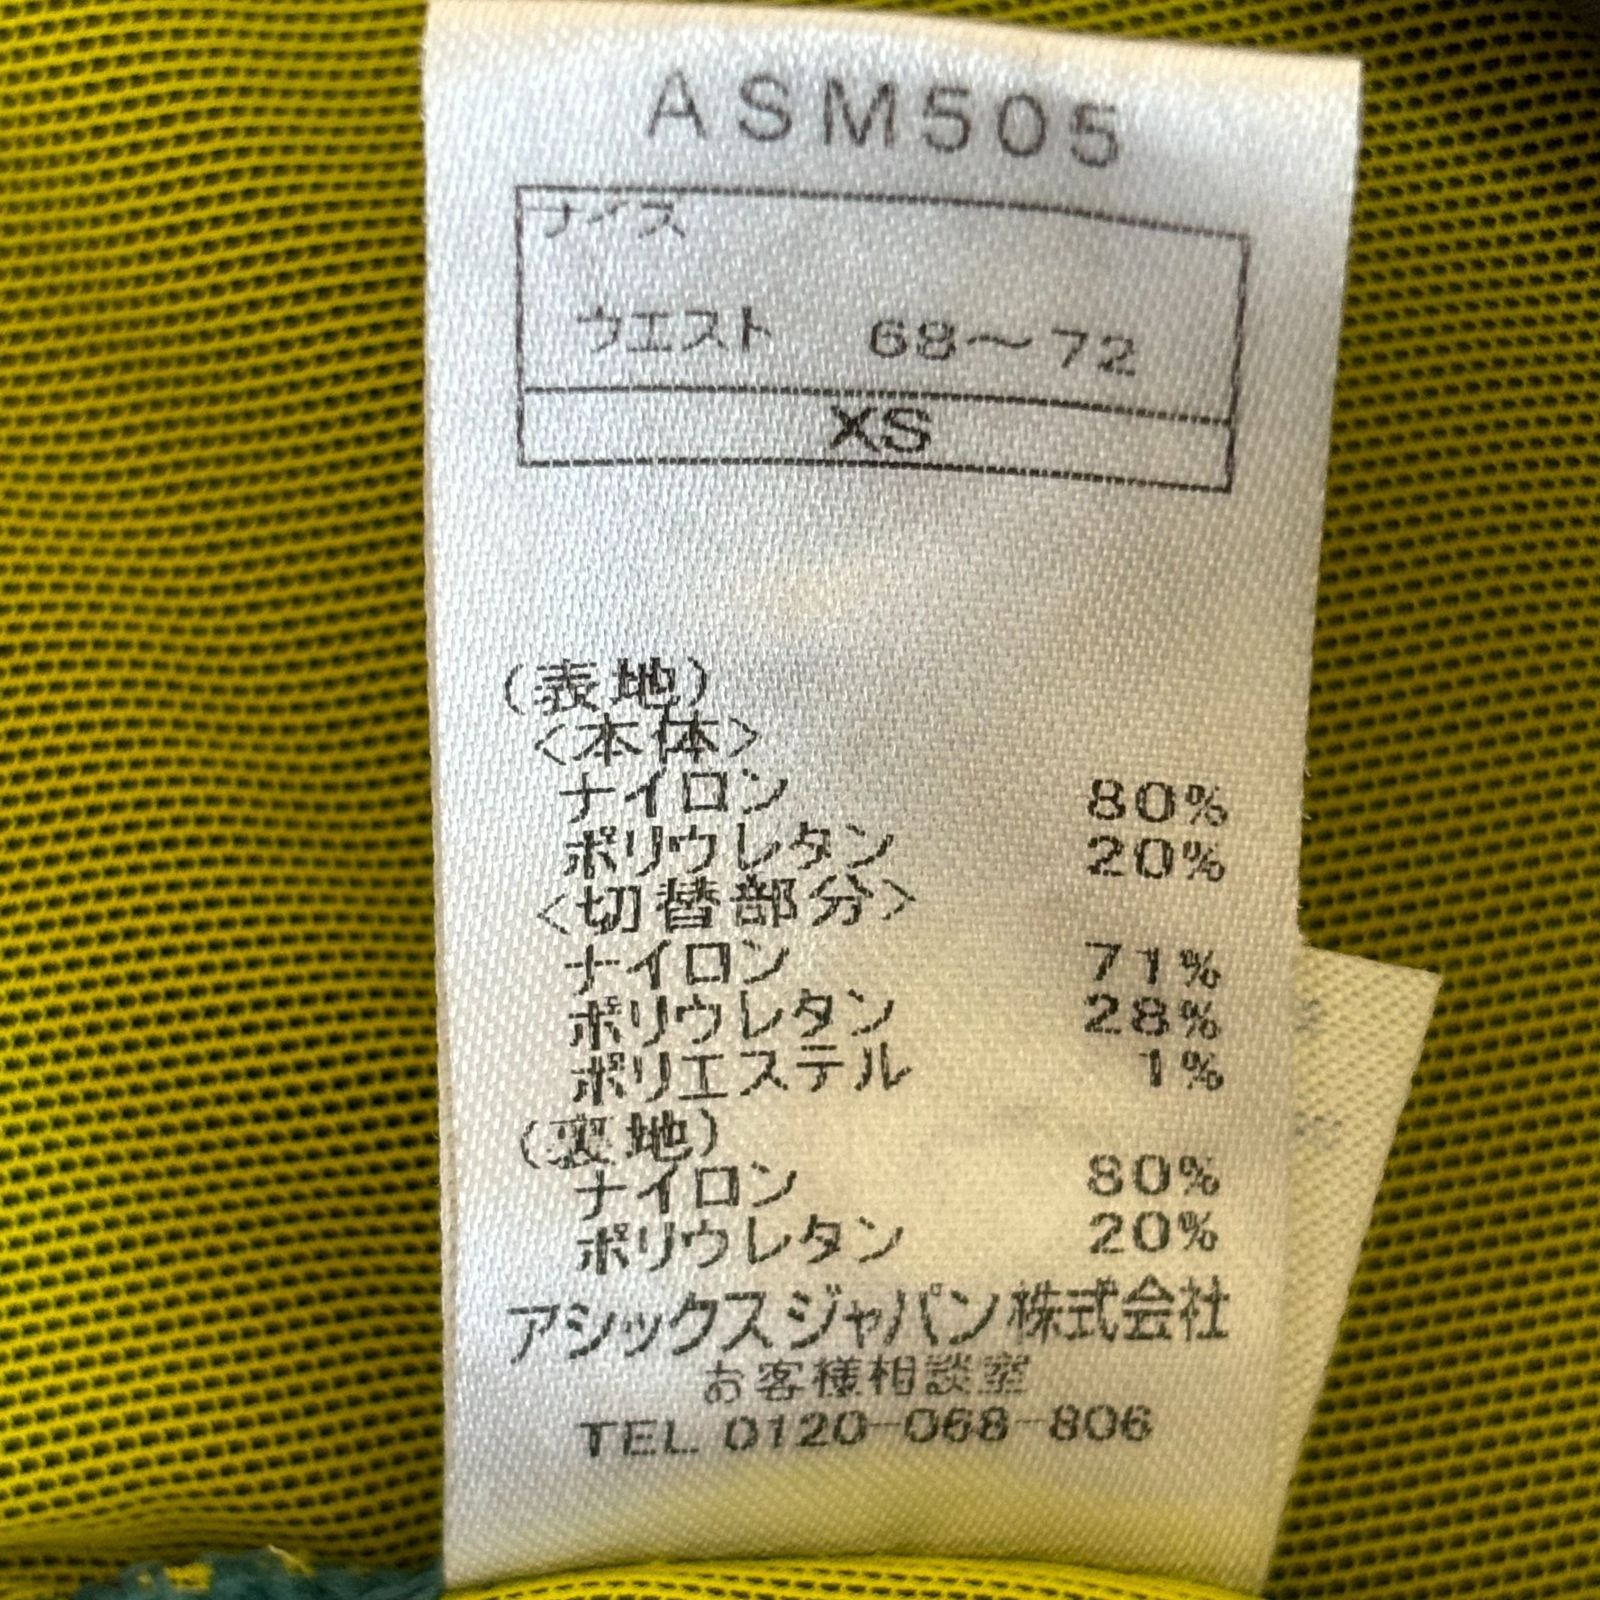 ASM505
サイズ
ウエスト 68～72
XS
(表地)
<本体>
ナイロン 80%
ポリウレタン 20%
<切替部分>
ナイロン 71%
ポリウレタン 28%
ポリエステル 1%
(裏地)
ナイロン 80%
ポリウレタン 20%
アシックスジャパン株式会社
お客様相談室
TEL 0120-068-806